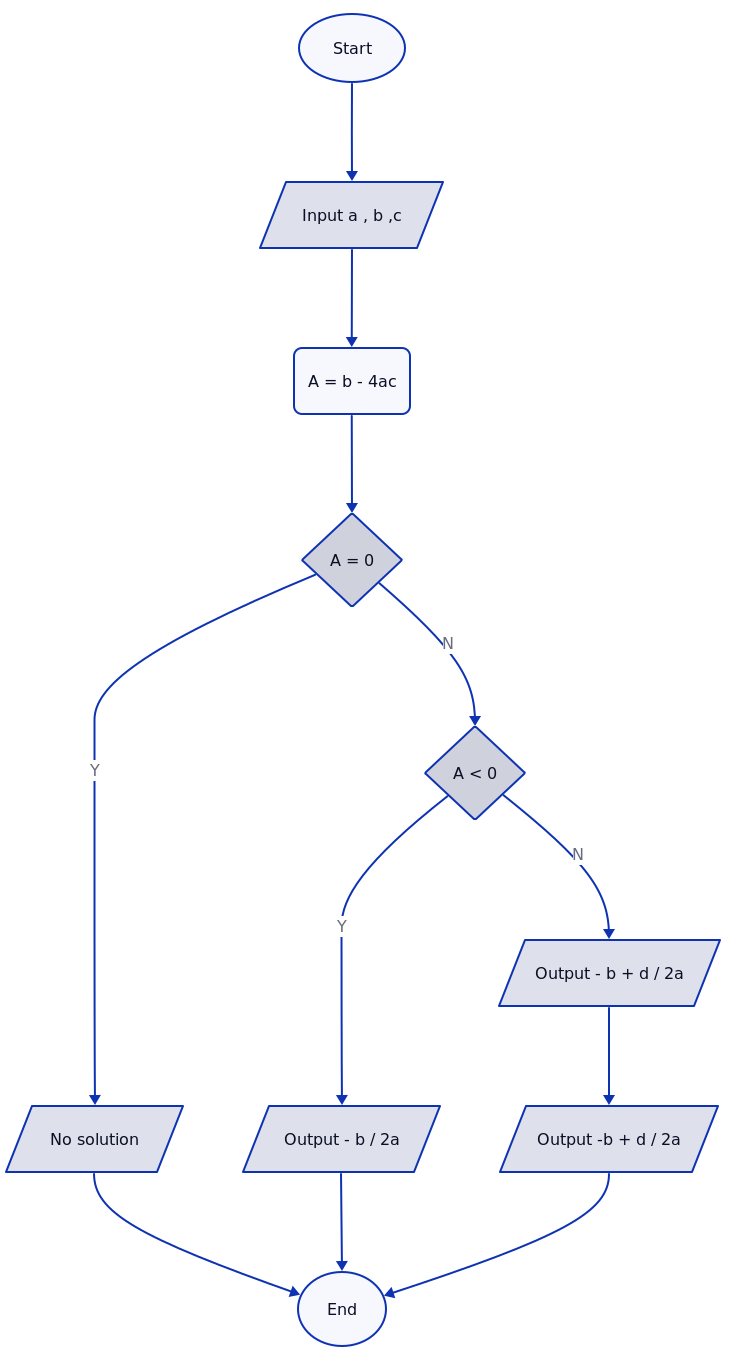 Start
Input a , b ,c
A = b - 4ac
A = 0
N
Y
A < 0
N
Y
Output - b + d / 2a
No solution
Output - b / 2a
Output -b + d / 2a
End